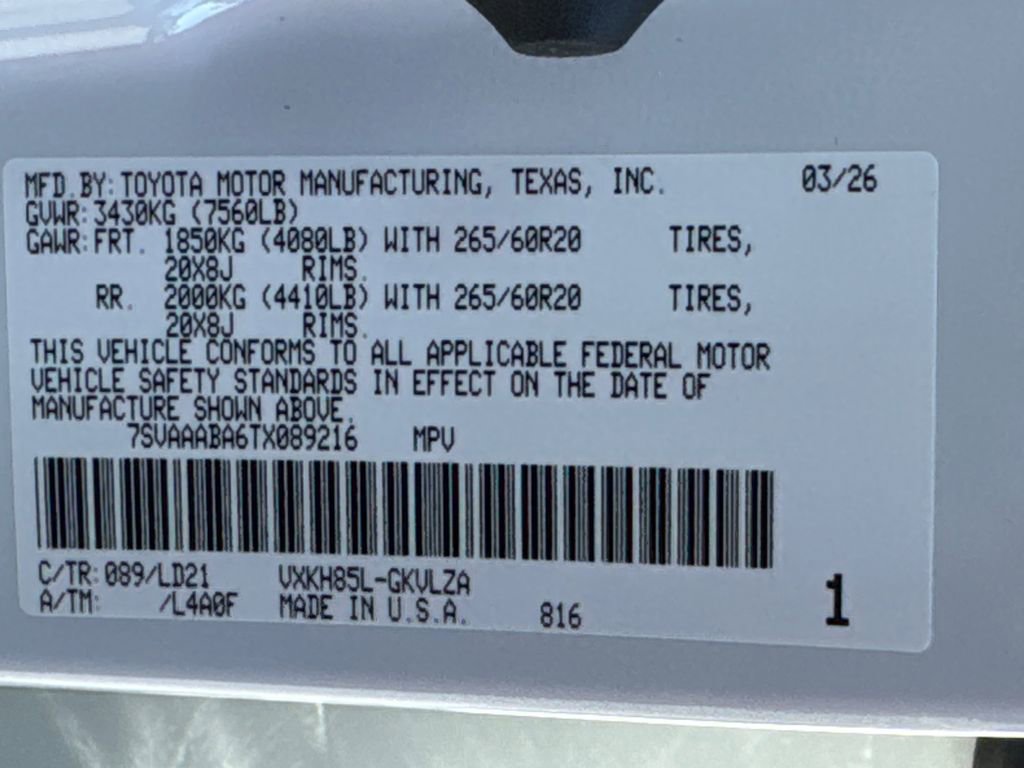 MFD.BY:TOYOTA MOTOR MANUFACTURING, TEXAS, INC. 03/26
GVWR:3430KG (7560LB)
GAWR:FRT. 1850KG (4080LB) WITH 265/60R20 TIRES,
20X8J RIMS.
RR. 2000KG (4410LB) WITH 265/60R20 TIRES,
20X8J RIMS.
THIS VEHICLE CONFORMS TO ALL APPLICABLE FEDERAL MOTOR
VEHICLE SAFETY STANDARDS IN EFFECT ON THE DATE OF
MANUFACTURE SHOWN ABOVE.
7SVAAABA6TX089216 MPV
C/TR:089/LD21 VXKH85L-GKVLZA
A/TM: /L4A0F MADE IN U.S.A. 816 1